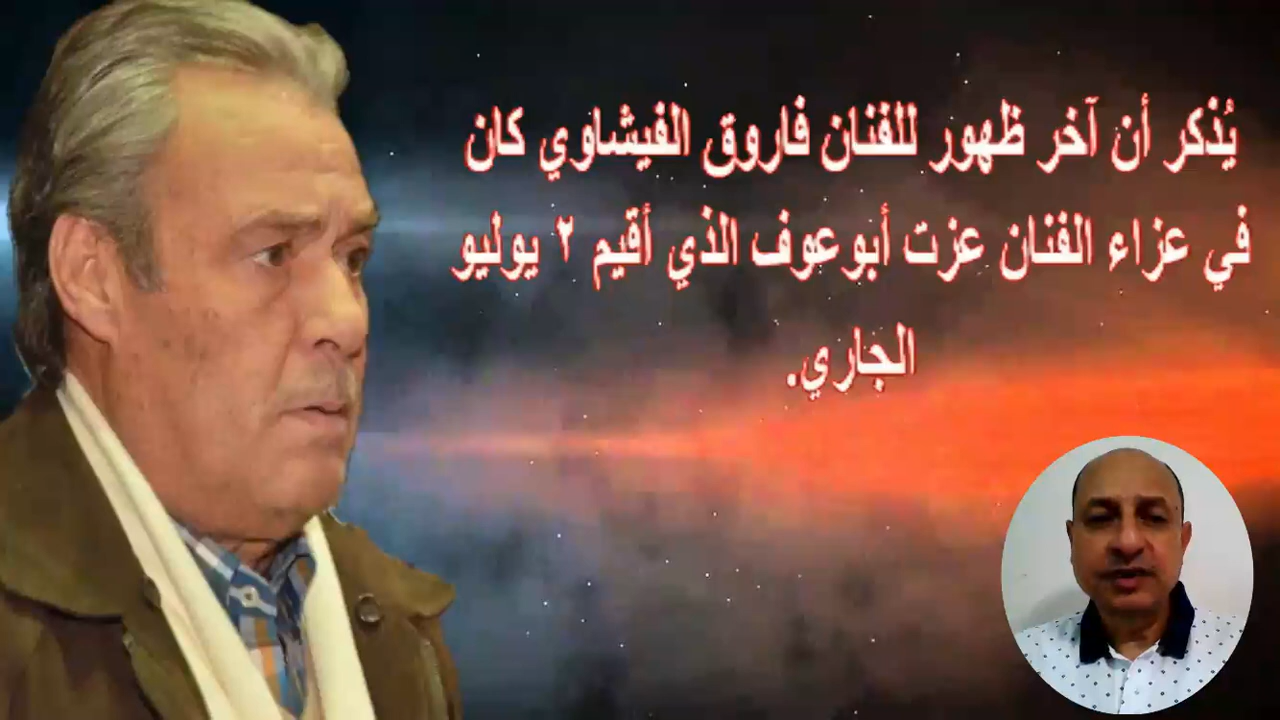 يُذكر أن آخر ظهور للفنان فاروق الفيشاوي كان
في عزاء الفنان عزت أبوعوف الذي أقيم ٢ يوليو
الجاري.